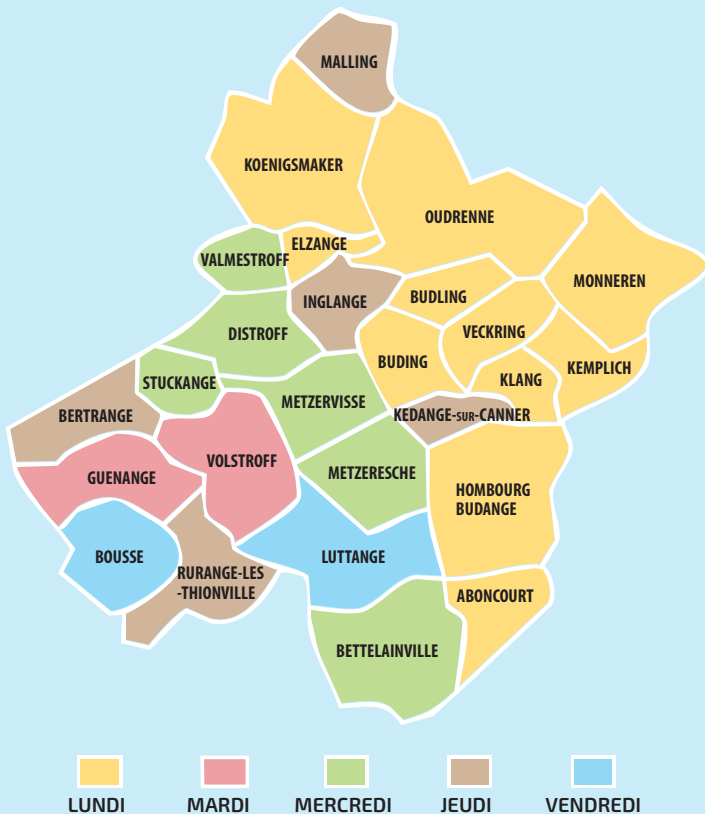 MALLING
KOENIGSMAKER
OUDRENNE
ELZANGE
VALMESTROFF
MONNEREN
INGLANGE
BUDLING
DISTROFF
VECKRING
BUDING
KEMPLICH
KLANG
STUCKANGE
METZERVISSE
BERTRANGE
KEDANGE-SUR-CANNER
VOLSTROFF
METZERESCHE
GUENANGE
HOMBOURG
BUDANGE
BOUSSE
LUTTANGE
RURANGE-LES
-THIONVILLE
ABONCOURT
BETTELAINVILLE
LUNDI
MARDI
MERCREDI
JEUDI
VENDREDI